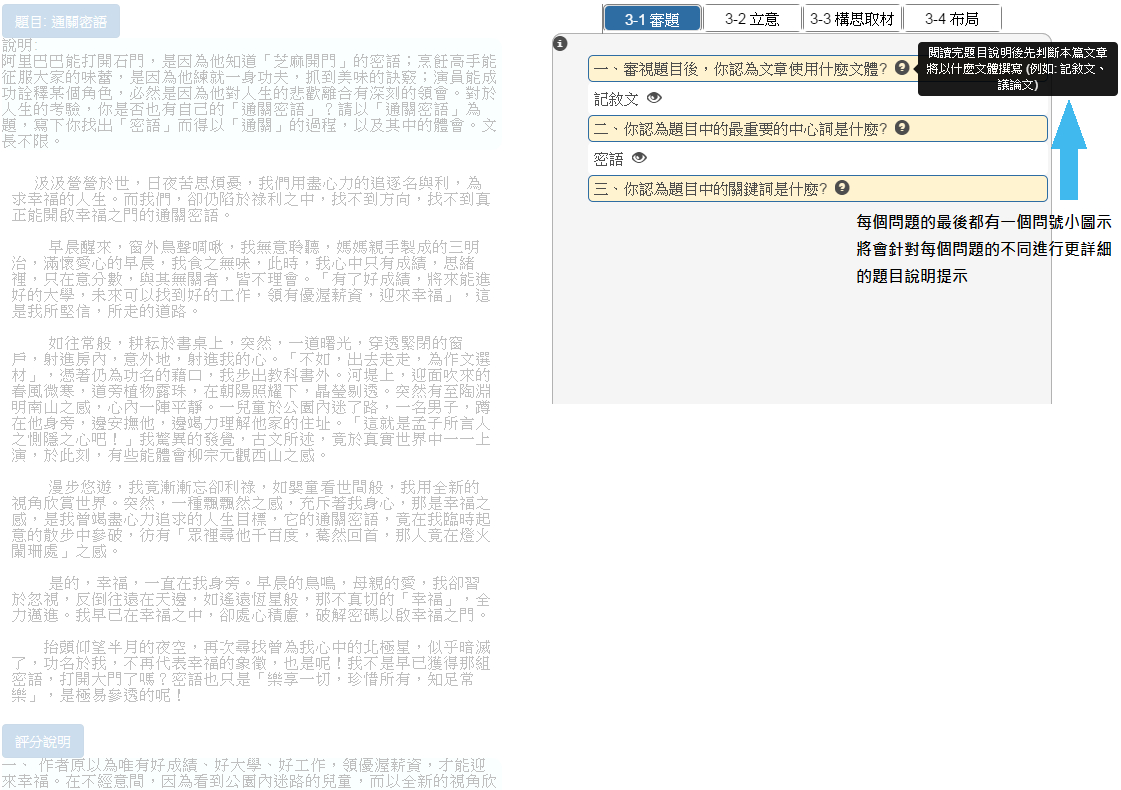 題目: 通關密語
說明:
阿里巴巴能打開石門，是因為他知道「芝麻開門」的密語；烹飪高手能
征服大家的味蕾，是因為他練就一身功夫，抓到美味的訣竅；演員能成
功詮釋某個角色，必然是因為他對人生的悲歡離合有深刻的領會。對於
人生的考驗，你是否也有自己的「通關密語」？請以「通關密語」為
題，寫下你找出「密語」而得以「通關」的過程，以及其中的體會。文
長不限。
汲汲營營於世，日夜苦思煩憂，我們用盡心力的追逐名與利，為
求幸福的人生。而我們，卻仍陷於祿利之中，找不到方向，找不到真
正能開啟幸福之門的通關密語。
早晨醒來，窗外鳥聲啁啾，我無意聆聽，媽媽親手製成的三明
治，滿懷愛心的早晨，我食之無味，此時，我心中只有成績，思緒
裡，只在意分數，與其無關者，皆不理會。「有了好成績，將來能進
好的大學，未來可以找到好的工作，領有優渥薪資，迎來幸福」，這
是我所堅信，所走的道路。
如往常般，耕耘於書桌上，突然，一道曙光，穿透緊閉的窗
戶，射進房內，意外地，射進我的心。「不如，出去走走，為作文選
材」，憑著仍為功名的藉口，我步出教科書外。河堤上，迎面吹來的
春風微寒，道旁植物露珠，在朝陽照耀下，晶瑩剔透。突然有至陶淵
明南山之感，心內一陣平靜。一兒童於公園內迷了路，一名男子，蹲
在他身旁，邊安撫他，邊竭力理解他家的住址。「這就是孟子所言人
之惻隱之心吧！」我驚異的發覺，古文所述，竟於真實世界中一一上
演，於此刻，有些能體會柳宗元觀西山之感。
漫步悠遊，我竟漸漸忘卻利祿，如嬰童看世間般，我用全新的
視角欣賞世界。突然，一種飄飄然之感，充斥著我身心，那是幸福之
感，是我曾竭盡心力追求的人生目標，它的通關密語，竟在我臨時起
意的散步中參破，彷有「眾裡尋他千百度，驀然回首，那人竟在燈火
闌珊處」之感。
是的，幸福，一直在我身旁。早晨的鳥鳴，母親的愛，我卻習
於忽視，反倒往遠在天邊，如遙遠恆星般，那不真切的「幸福」，全
力邁進。我早已在幸福之中，卻處心積慮，破解密碼以啟幸福之門。
抬頭仰望半月的夜空，再次尋找曾為我心中的北極星，似乎暗滅
了，功名於我，不再代表幸福的象徵，也是呢！我不是早已獲得那組
密語，打開大門了嗎？密語也只是「樂享一切，珍惜所有，知足常
樂」，是極易參透的呢！
評分說明
一、 作者原以為唯有好成績、好大學、好工作，領優渥薪資，才能迎
來幸福。在不經意間，因為看到公園內迷路的兒童，而以全新的視角欣
3-1 審題
3-2 立意
3-3 構思取材
3-4 布局
一、審視題目後，你認為文章使用什麼文體?
記敘文
二、你認為題目中的最重要的中心詞是什麼?
密語
三、你認為題目中的關鍵詞是什麼?
閱讀完題目說明後先判斷本篇文章
將以什麼文體撰寫 (例如: 記敘文、
議論文)
每個問題的最後都有一個問號小圖示
將會針對每個問題的不同進行更詳細
的題目說明提示